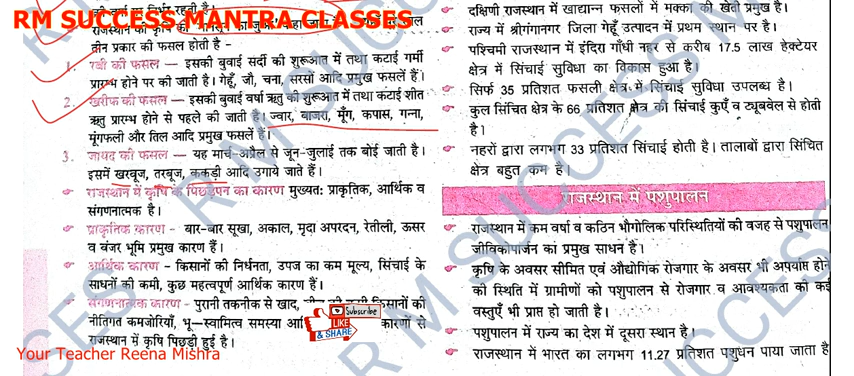 RM SUCCESS MANTRA CLASSES
तीन प्रकार की फसल होती है -
1. रबी की फसल – इसकी बुवाई सर्दी की शुरूआत में तथा कटाई गर्मी
प्रारम्भ होने पर की जाती है। गेहूँ, जौ, चना, सरसों आदि प्रमुख फसलें हैं।
2. खरीफ की फसल – इसकी बुवाई वर्षा ऋतु की शुरूआत में तथा कटाई शीत
ऋतु प्रारम्भ होने से पहले की जाती है। ज्वार, बाजरा, मूँग, कपास, गन्ना,
मूंगफली और तिल आदि प्रमुख फसलें हैं।
3. जायद की फसल – यह मार्च-अप्रैल से जून-जुलाई तक बोई जाती है।
इसमें खरबूज, तरबूज, ककड़ी आदि उगाये जाते हैं।
राजस्थान में कृषि के पिछड़ेपन का कारण मुख्यतः प्राकृतिक, आर्थिक व
संगणनात्मक है।
प्राकृतिक कारण - बार-बार सूखा, अकाल, मृदा अपरदन, रेतीली, ऊसर
व बंजर भूमि प्रमुख कारण हैं।
आर्थिक कारण - किसानों की निर्धनता, उपज का कम मूल्य, सिंचाई के
साधनों की कमी, कुछ महत्वपूर्ण आर्थिक कारण हैं।
संगणनात्मक कारण - पुरानी तकनीक से खाद, किसानों की
नीतिगत कमजोरियाँ, भू–स्वामित्व समस्या कारणों से
राजस्थान में कृषि पिछड़ी हुई है।
Subscribe
LIKE
& SHARE
Your Teacher Reena Mishra
दक्षिणी राजस्थान में खाद्यान्न फसलों में मक्का की खेती प्रमुख है।
राज्य में श्रीगंगानगर जिला गेहूँ उत्पादन में प्रथम स्थान पर है।
पश्चिमी राजस्थान में इंदिरा गाँधी नहर से करीब 17.5 लाख हेक्टेयर
क्षेत्र में सिंचाई सुविधा का विकास हुआ है।
सिर्फ 35 प्रतिशत फसली क्षेत्र में सिंचाई सुविधा उपलब्ध है।
कुल सिंचित क्षेत्र के 66 प्रतिशत क्षेत्र की सिंचाई कुएँ व ट्यूबवेल से होती
है।
नहरों द्वारा लगभग 33 प्रतिशत सिंचाई होती है। तालाबों द्वारा सिंचित
क्षेत्र बहुत कम है।
राजस्थान में पशुपालन
राजस्थान में कम वर्षा व कठिन भौगोलिक परिस्थितियों की वजह से पशुपालन
जीविकोपार्जन का प्रमुख साधन है।
कृषि के अवसर सीमित एवं औद्योगिक रोजगार के अवसर भी अपर्याप्त होने
की स्थिति में ग्रामीणों को पशुपालन से रोजगार व आवश्यकता की कई
वस्तुएँ भी प्राप्त हो जाती है।
पशुपालन में राज्य का देश में दूसरा स्थान है।
राजस्थान में भारत का लगभग 11.27 प्रतिशत पशुधन पाया जाता है